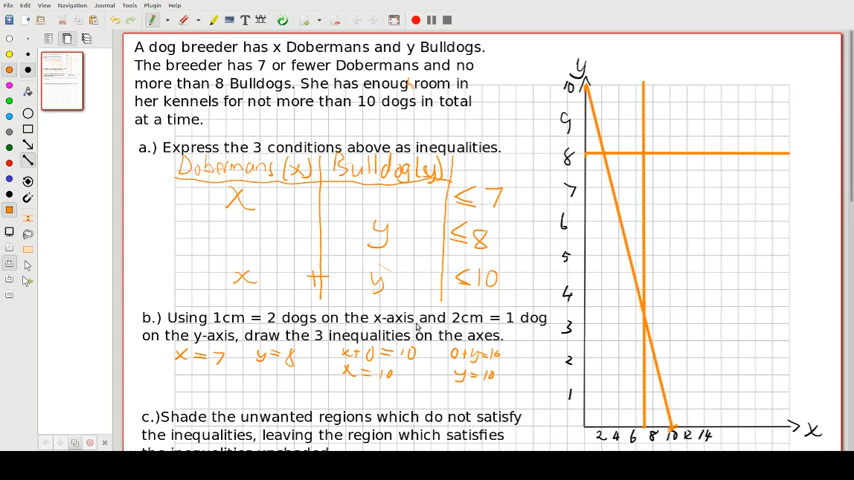 File Edit View Tabs Page Tools Plugin Help
A dog breeder has x Dobermans and y Bulldogs.
The breeder has 7 or fewer Dobermans and no
more than 8 Bulldogs. She has enough room in
her kennels for not more than 10 dogs in total
at a time.
a.) Express the 3 conditions above as inequalities.
Dobermans (x) Bulldog(y)
x ≤ 7
y ≤ 8
x + y ≤ 10
b.) Using 1cm = 2 dogs on the x-axis and 2cm = 1 dog
on the y-axis, draw the 3 inequalities on the axes.
x = 7 y = 8 x+0 = 10 0+y=10
x = 10 y = 10
c.)Shade the unwanted regions which do not satisfy
the inequalities, leaving the region which satisfies
y
10
9
8
7
6
5
4
3
2
1
2 4 6 8 10 12 14 x